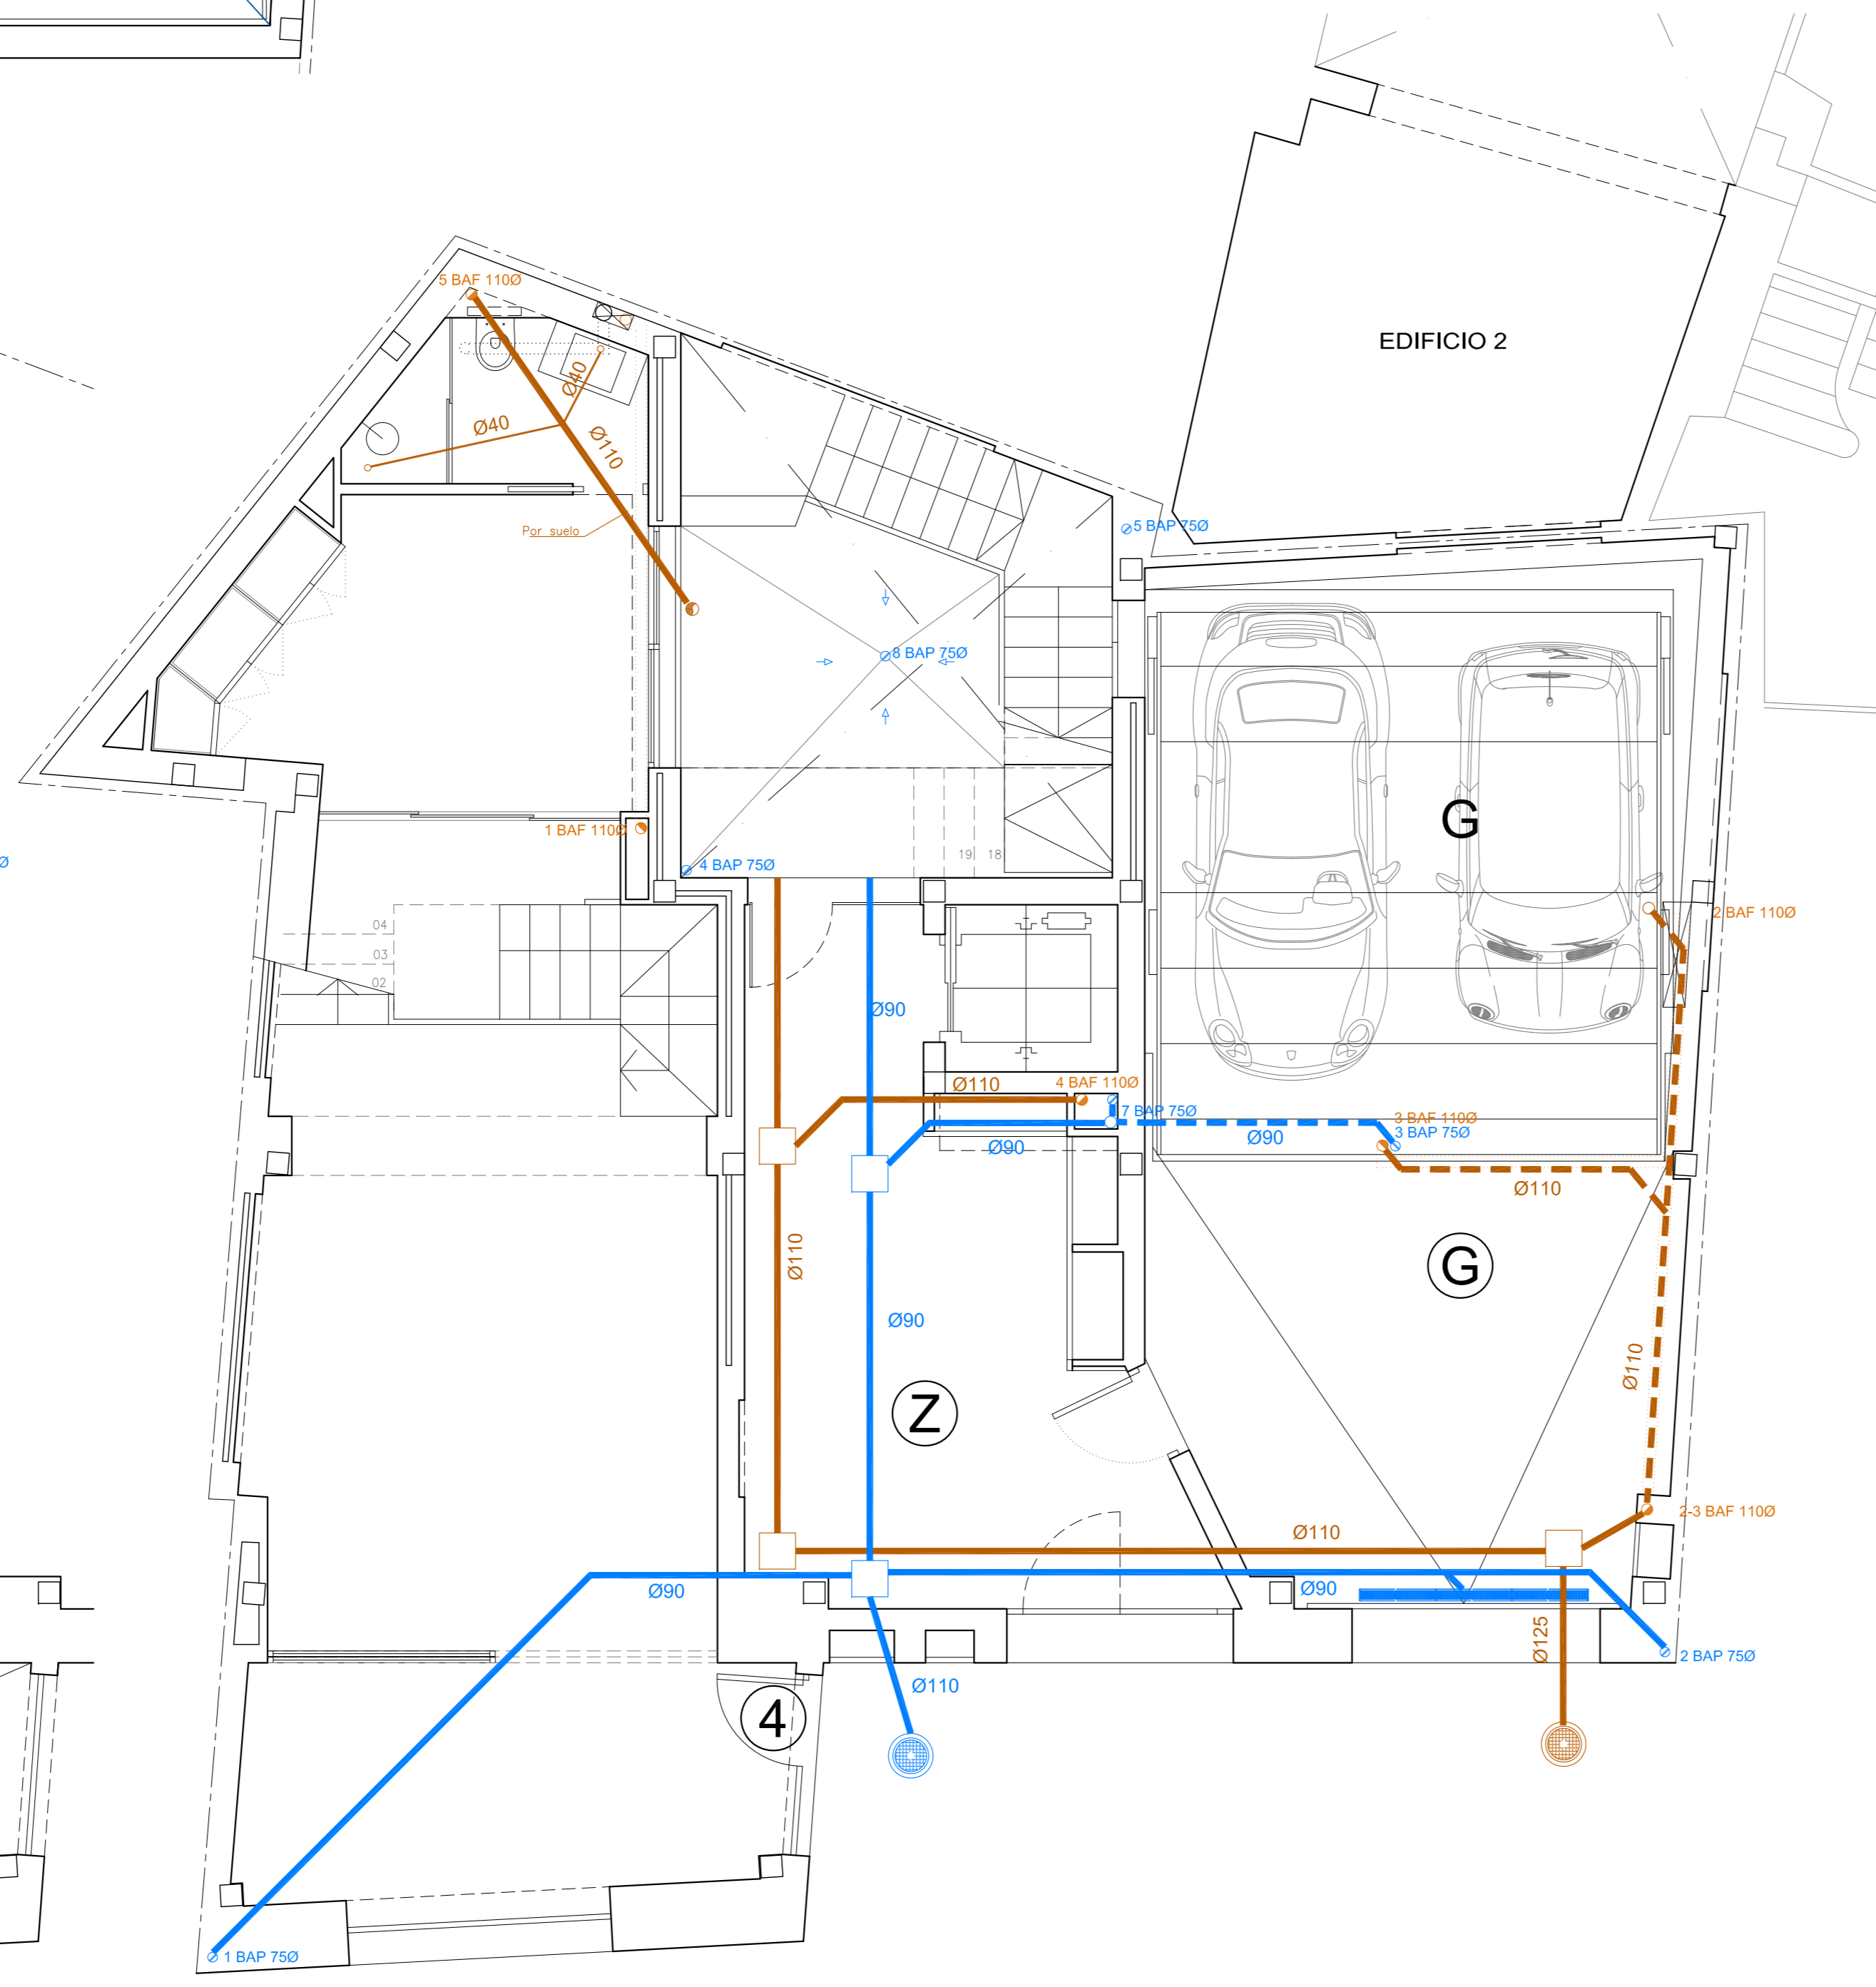 EDIFICIO 2
5 BAF 110Ø
Ø40
Ø40
Ø110
Por suelo
5 BAP 75Ø
8 BAP 75Ø
G
1 BAF 110Ø
4 BAP 75Ø
19
18
Ø
04
03
02
2 BAF 110Ø
Ø90
Ø110
4 BAF 110Ø
7 BAP 75Ø
3 BAF 110Ø
3 BAP 75Ø
Ø90
Ø90
Ø110
Ø110
G
Ø90
Ø110
Z
2-3 BAF 110Ø
Ø110
Ø90
Ø90
Ø125
2 BAP 75Ø
Ø110
4
1 BAP 75Ø